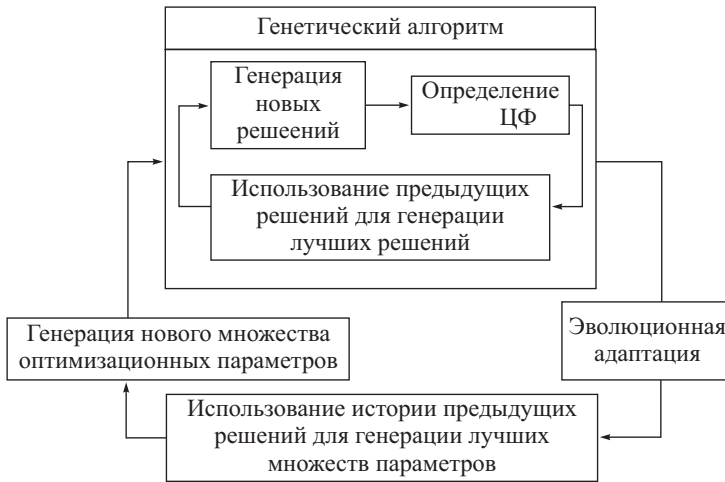 Генетический алгоритм
Генерация
новых
решеений
Определение
ЦФ
Использование предыдущих
решений для генерации
лучших решений
Генерация нового множества
оптимизационных параметров
Эволюционная
адаптация
Использование истории предыдущих
решений для генерации лучших
множеств параметров